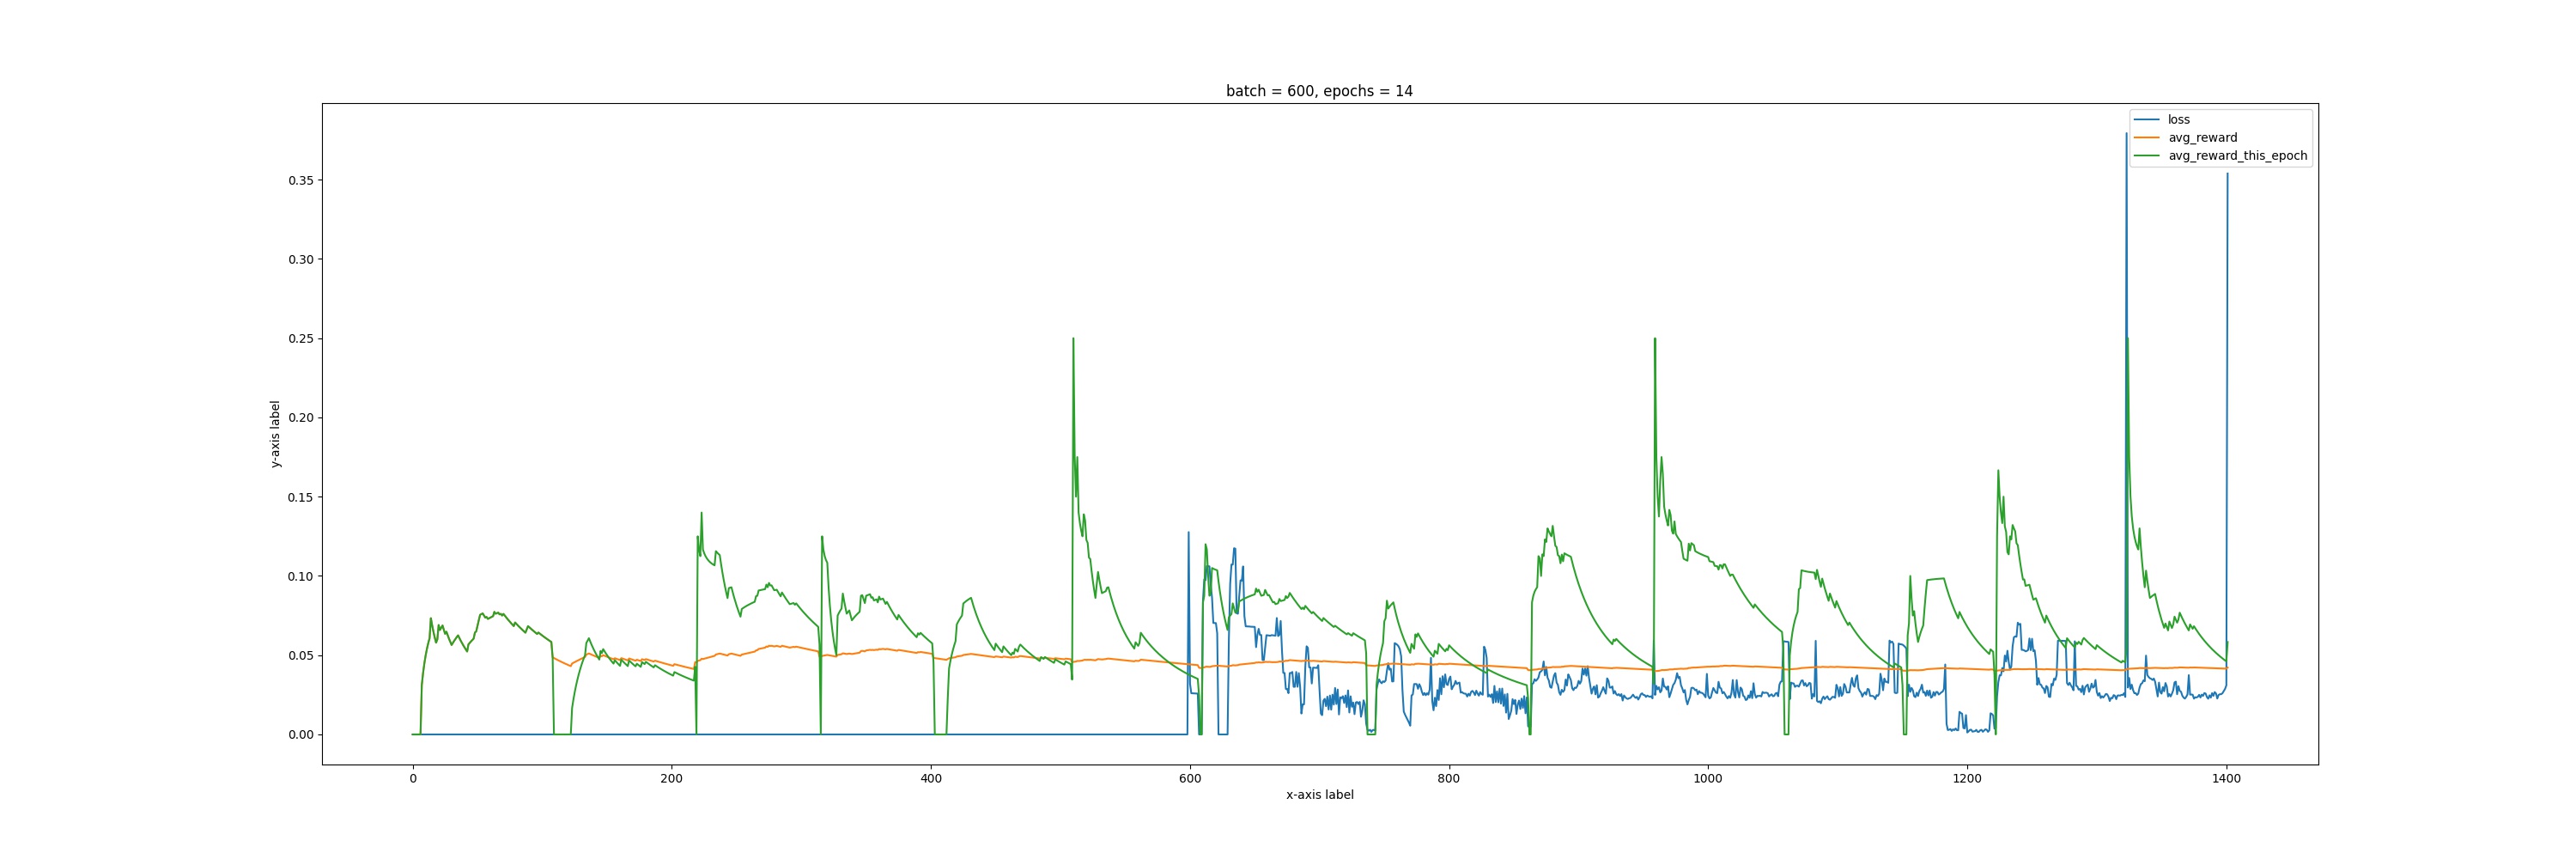 batch = 600, epochs = 14
loss
avg_reward
avg_reward_this_epoch
y-axis label
0.35
0.30
0.25
0.20
0.15
0.10
0.05
0.00
0 200 400 600 800 1000 1200 1400
x-axis label